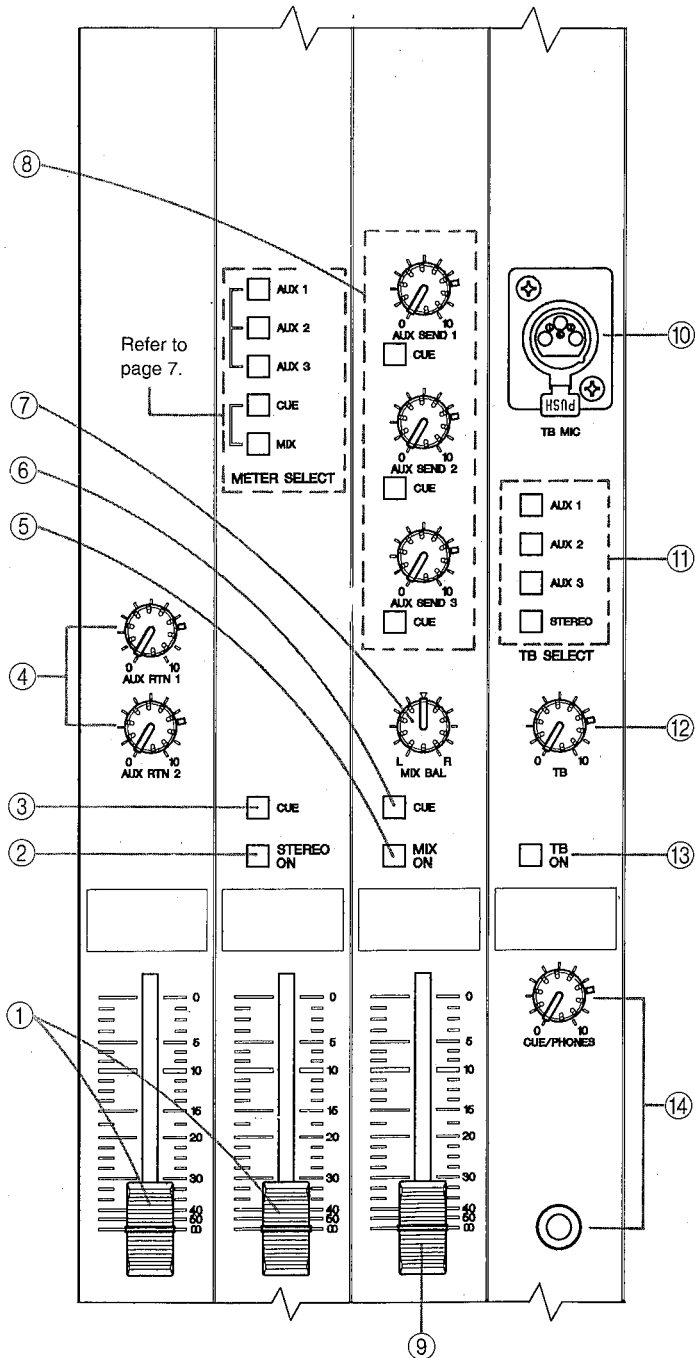 ⑧
AUX 1
AUX 2
AUX 3
CUE
MIX
METER SELECT
Refer to
page 7.
0 10
AUX SEND 1
CUE
0 10
AUX SEND 2
CUE
0 10
AUX SEND 3
CUE
PUSH
TB MIC
⑩
AUX 1
AUX 2
AUX 3
STEREO
TB SELECT
⑪
⑦
⑥
⑤
④
0 10
AUX RTN 1
0 10
AUX RTN 2
L R
MIX BAL
0 10
TB
⑫
③
CUE
CUE
②
STEREO
ON
MIX
ON
TB
ON
⑬
①
0
5
10
15
20
30
40
50
∞
0
5
10
15
20
30
40
50
∞
0
5
10
15
20
30
40
50
∞
0 10
CUE/PHONES
⑭
⑨